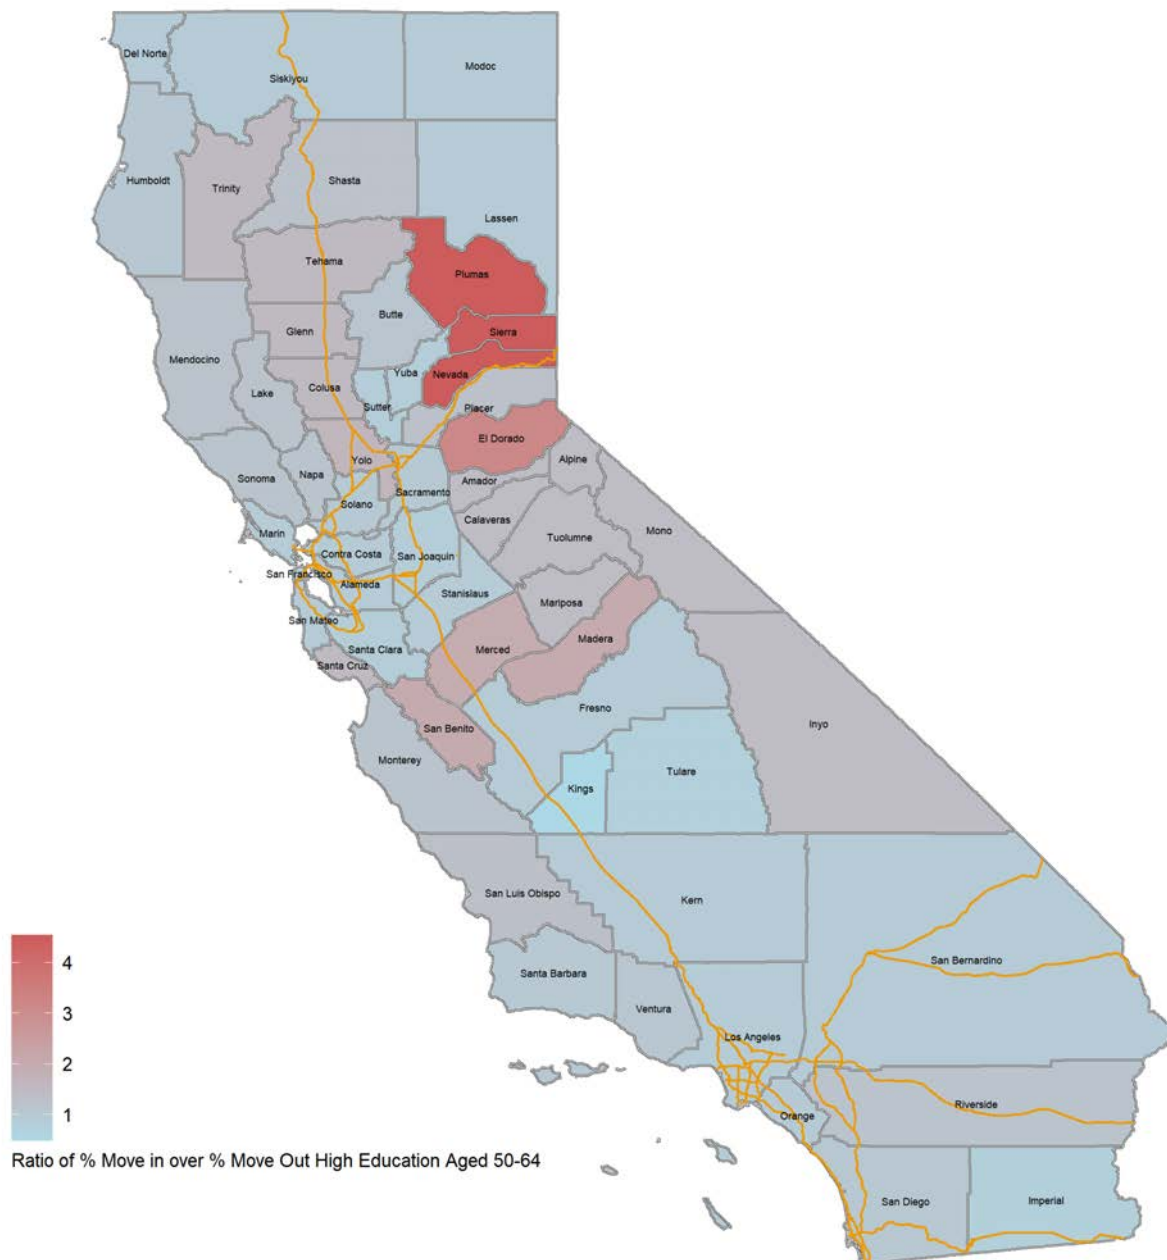 Del Norte
Siskiyou
Modoc
Humboldt
Trinity
Shasta
Lassen
Tehama
Plumas
Butte
Glenn
Sierra
Mendocino
Lake
Colusa
Yuba
Nevada
Sutter
Placer
El Dorado
Yolo
Alpine
Sonoma
Napa
Amador
Sacramento
Solano
Calaveras
Mono
Marin
Tuolumne
Contra Costa
San Joaquin
San Francisco
Alameda
Stanislaus
Mariposa
San Mateo
Madera
Santa Clara
Merced
Santa Cruz
Fresno
Inyo
San Benito
Monterey
Tulare
Kings
San Luis Obispo
Kern
San Bernardino
Santa Barbara
Ventura
Los Angeles
Riverside
Orange
San Diego
Imperial
4
3
2
1
Ratio of % Move in over % Move Out High Education Aged 50-64